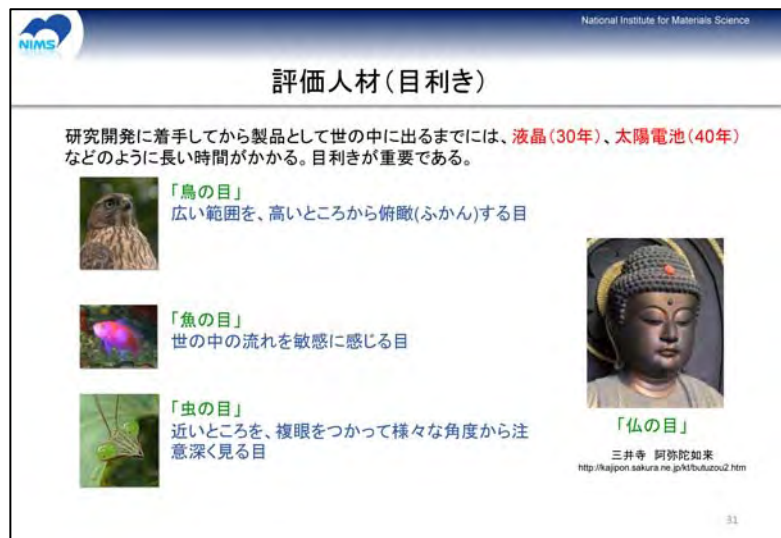 NIMS
National Institute for Materials Science
評価人材(目利き)
研究開発に着手してから製品として世の中に出るまでには、液晶(30年)、太陽電池(40年)
などのように長い時間がかかる。目利きが重要である。
「鳥の目」
広い範囲を、高いところから俯瞰(ふかん)する目
「魚の目」
世の中の流れを敏感に感じる目
「虫の目」
近いところを、複眼をつかって様々な角度から注
意深く見る目
「仏の目」
三井寺 阿弥陀如来
http://kajipon.sakura.ne.jp/kt/butuzou2.htm
31